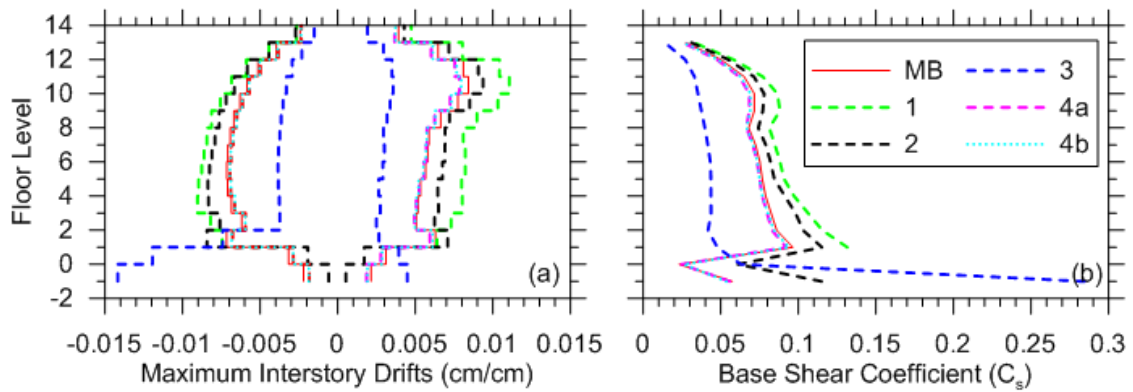 14
12
10
8
6
4
2
0
-2
Floor Level
-0.015 -0.01 -0.005 0 0.005 0.01 0.015
Maximum Interstory Drifts (cm/cm)
(a)
MB 3
1 4a
2 4b
(b)
0 0.05 0.1 0.15 0.2 0.25 0.3
Base Shear Coefficient (Cs)